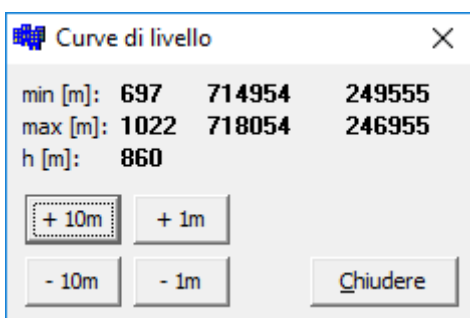 Curve di livello
min [m]: 697 714954 249555
max [m]: 1022 718054 246955
h [m]: 860
+ 10m + 1m
- 10m - 1m Chiudere